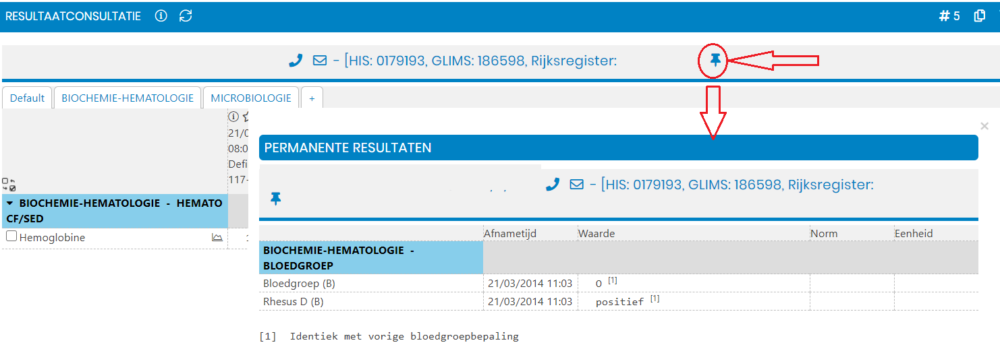 RESULTAATCONSULTATIE
# 5
- [HIS: 0179193, GLIMS: 186598, Rijksregister:
Default
BIOCHEMIE-HEMATOLOGIE
MICROBIOLOGIE
+
21/0
08:0
Defi
117-
BIOCHEMIE-HEMATOLOGIE - HEMATO
CF/SED
Hemoglobine
×
PERMANENTE RESULTATEN
- [HIS: 0179193, GLIMS: 186598, Rijksregister:
Afnametijd Waarde Norm Eenheid
BIOCHEMIE-HEMATOLOGIE -
BLOEDGROEP
Bloedgroep (B) 21/03/2014 11:03 O [1]
Rhesus D (B) 21/03/2014 11:03 positief [1]
[1] Identiek met vorige bloedgroepbepaling